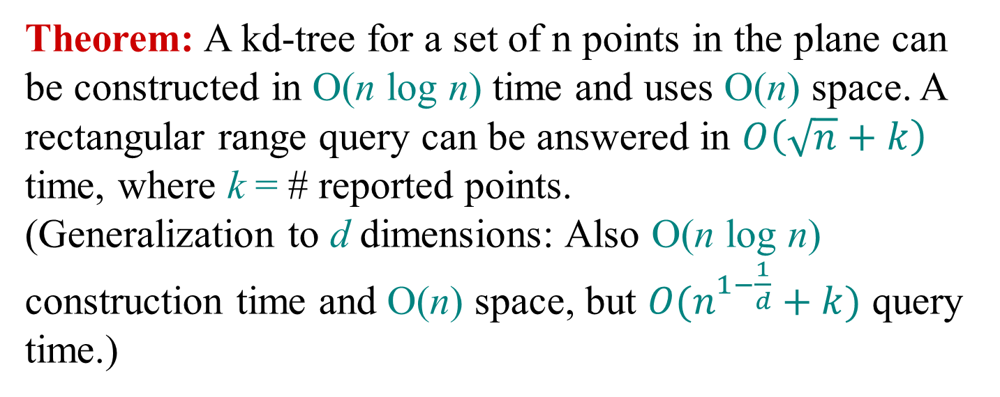 Theorem: A kd-tree for a set of n points in the plane can
be constructed in O(n log n) time and uses O(n) space. A
rectangular range query can be answered in O(√n + k)
time, where k = # reported points.
(Generalization to d dimensions: Also O(n log n)
construction time and O(n) space, but O(n^{1-\frac{1}{d}} + k) query
time.)